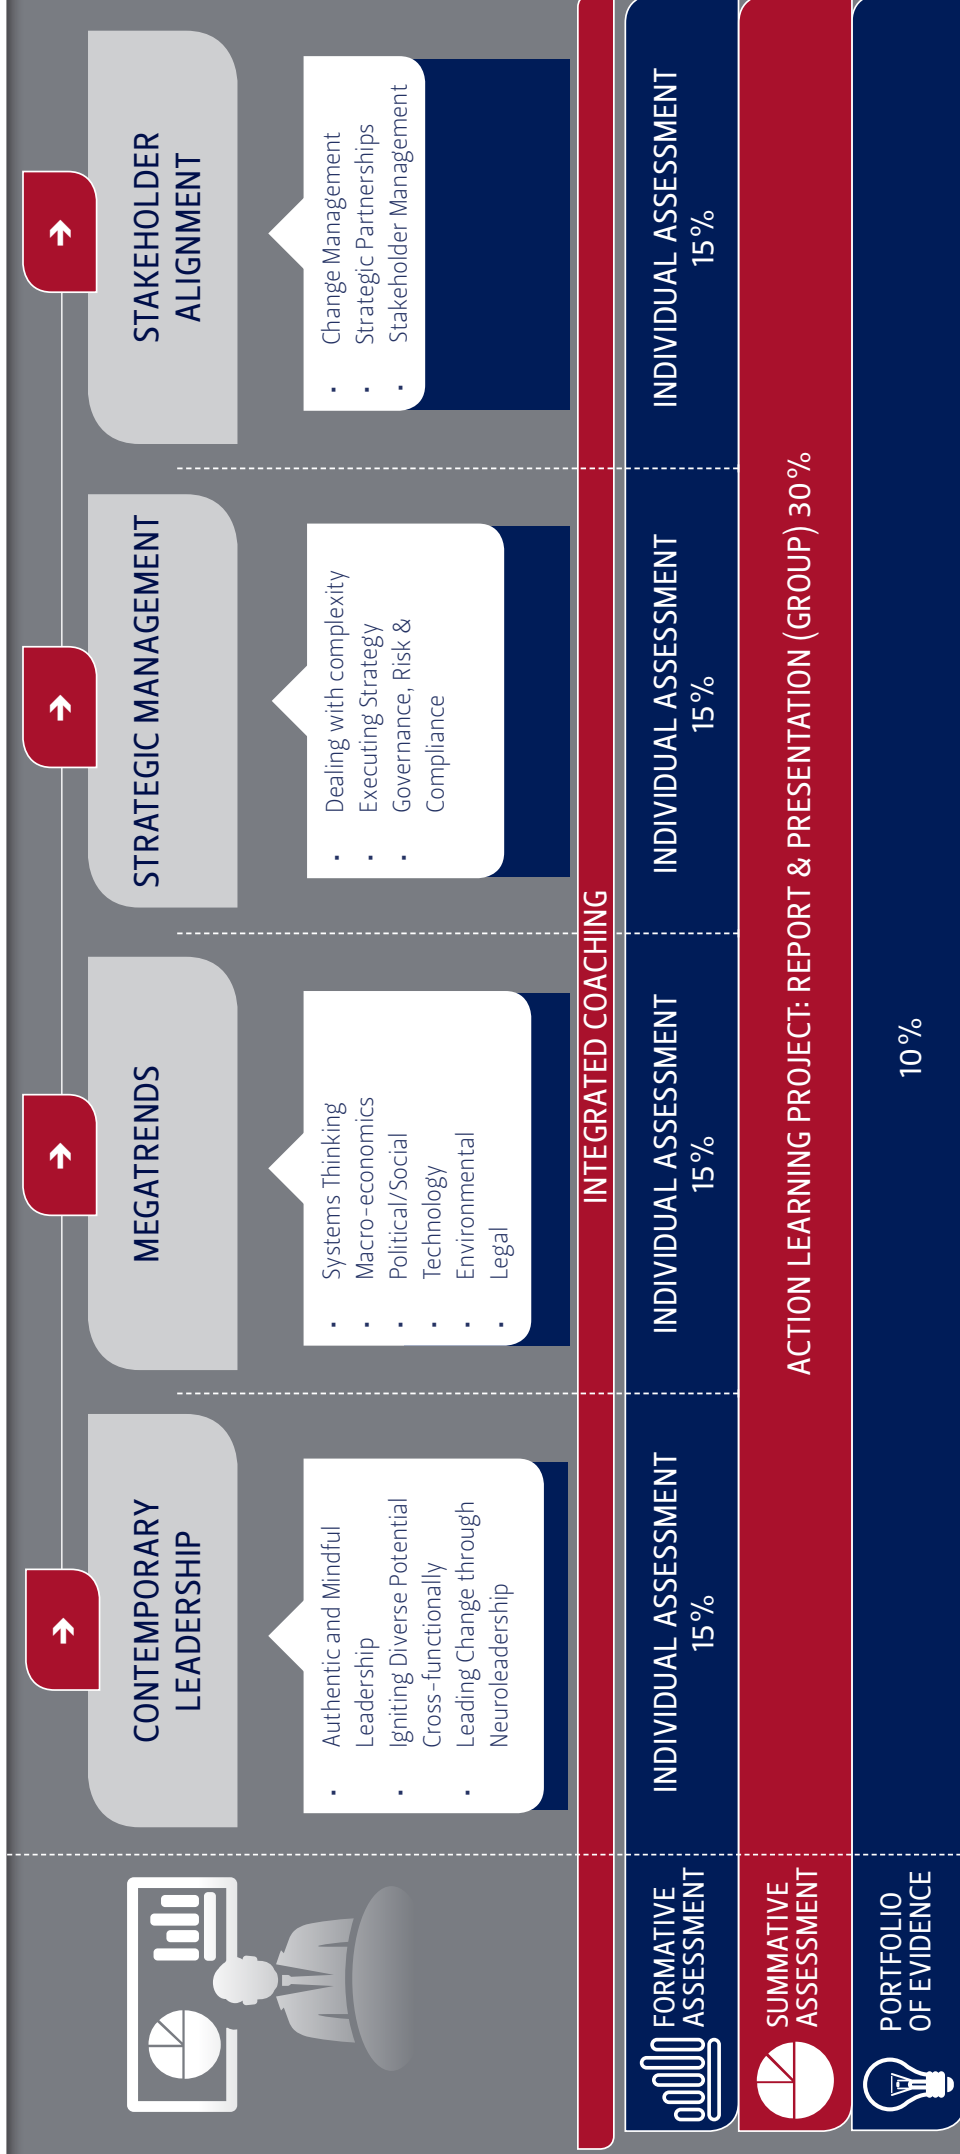 CONTEMPORARY
LEADERSHIP
· Authentic and Mindful
Leadership
· Igniting Diverse Potential
Cross-functionally
· Leading Change through
Neuroleadership
MEGATRENDS
· Systems Thinking
· Macro-economics
· Political/Social
· Technology
· Environmental
· Legal
STRATEGIC MANAGEMENT
· Dealing with complexity
· Executing Strategy
· Governance, Risk &
Compliance
STAKEHOLDER
ALIGNMENT
· Change Management
· Strategic Partnerships
· Stakeholder Management
INTEGRATED COACHING
FORMATIVE
ASSESSMENT
INDIVIDUAL ASSESSMENT
15%
INDIVIDUAL ASSESSMENT
15%
INDIVIDUAL ASSESSMENT
15%
INDIVIDUAL ASSESSMENT
15%
SUMMATIVE
ASSESSMENT
ACTION LEARNING PROJECT: REPORT & PRESENTATION (GROUP) 30%
PORTFOLIO
OF EVIDENCE
10%